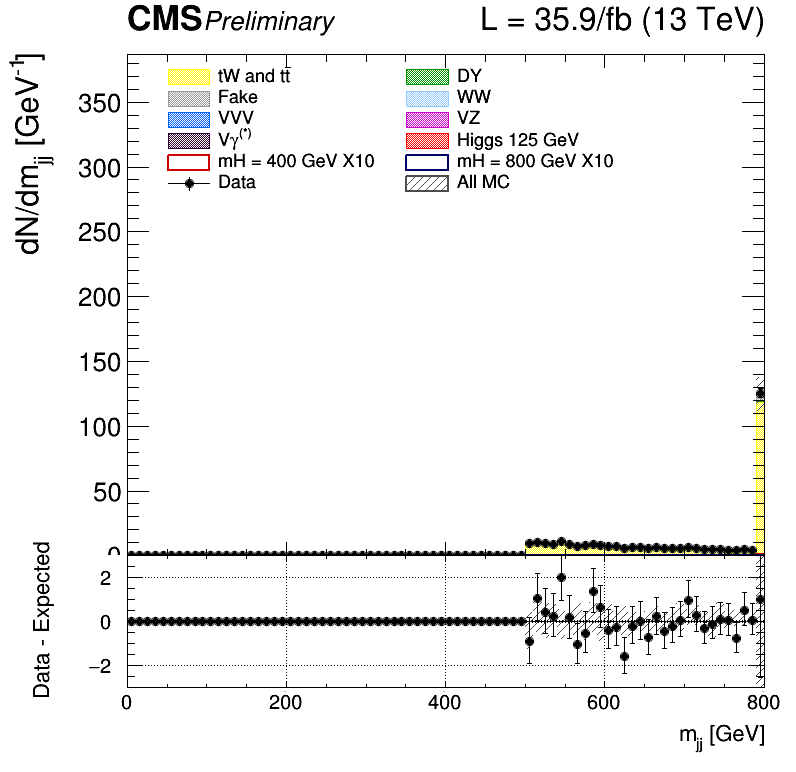 CMS Preliminary L = 35.9/fb (13 TeV)
dN/dm_jj [GeV⁻¹]
tW and tt DY
Fake WW
VVV VZ
Vγ(*) Higgs 125 GeV
mH = 400 GeV X10 mH = 800 GeV X10
Data All MC
350
300
250
200
150
100
50
0
Data - Expected
2
0
−2
0 200 400 600 800
m_jj [GeV]